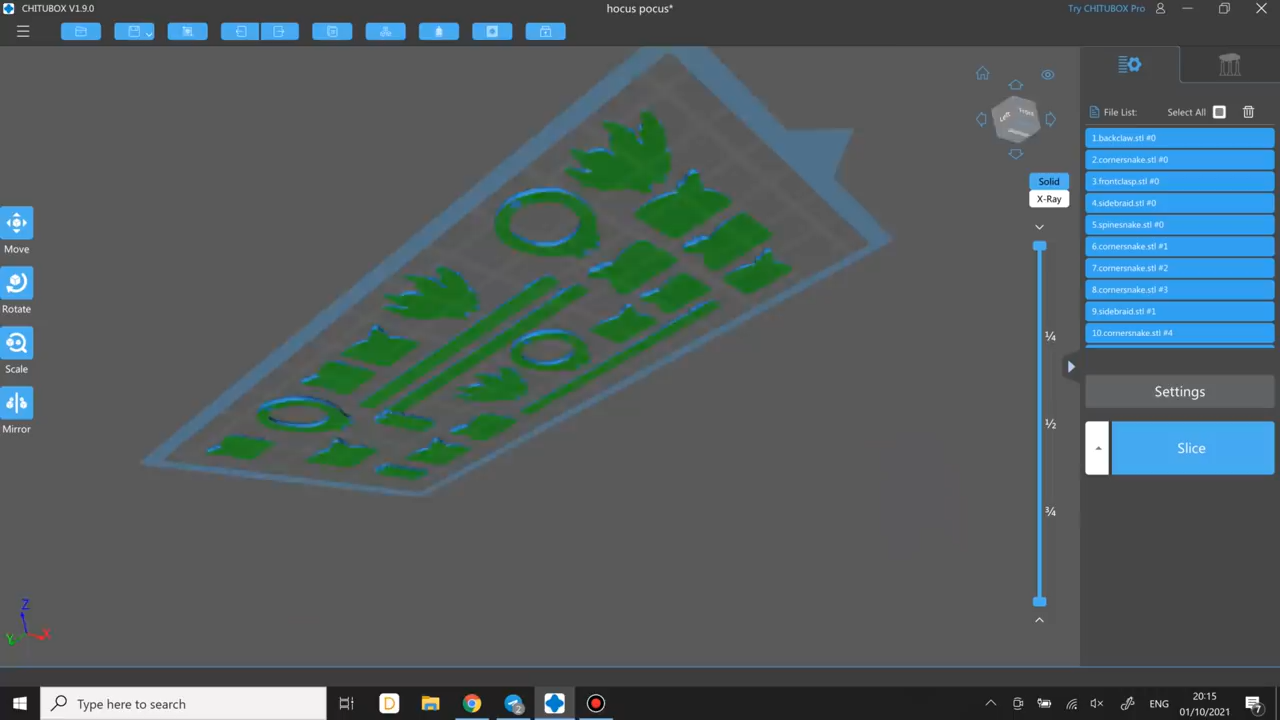 CHITUBOX V1.9.0
hocus pocus*
Try CHITUBOX Pro
File List:
Select All
1.backclaw.stl #0
2.cornersnake.stl #0
3.frontclasp.stl #0
4.sidebraid.stl #0
5.spinesnake.stl #0
6.cornersnake.stl #1
7.cornersnake.stl #2
8.cornersnake.stl #3
9.sidebraid.stl #1
10.cornersnake.stl #4
Left
Solid
X-Ray
Move
Rotate
Scale
Mirror
¼
½
¾
Settings
Slice
Z
Y
X
Type here to search
D
2
ENG
20:15
01/10/2021
7